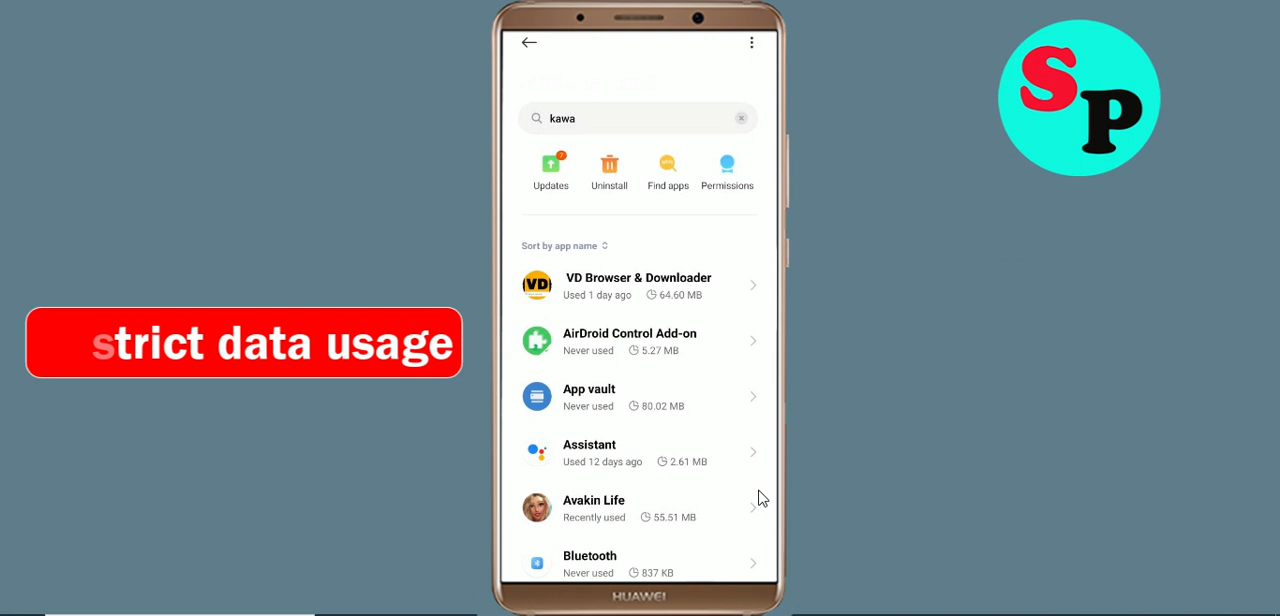 kawa
7
Updates
Uninstall
Find apps
Permissions
Sort by app name
VD
VD Browser & Downloader
Used 1 day ago 64.60 MB
AirDroid Control Add-on
Never used 5.27 MB
App vault
Never used 80.02 MB
Assistant
Used 12 days ago 2.61 MB
Avakin Life
Recently used 55.51 MB
Bluetooth
Never used 837 KB
HUAWEI
strict data usage
SP